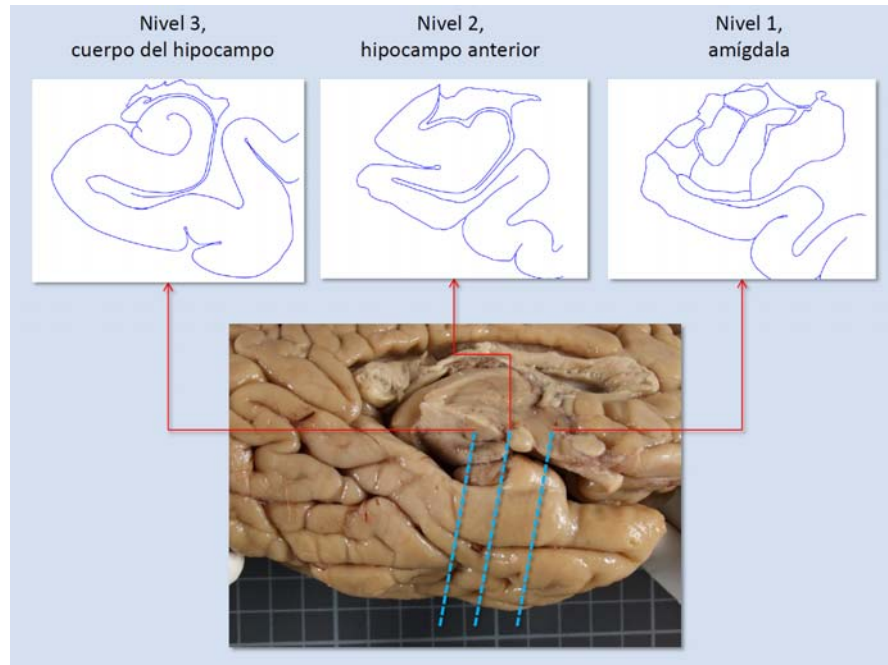 Nivel 3,
cuerpo del hipocampo
Nivel 2,
hipocampo anterior
Nivel 1,
amígdala